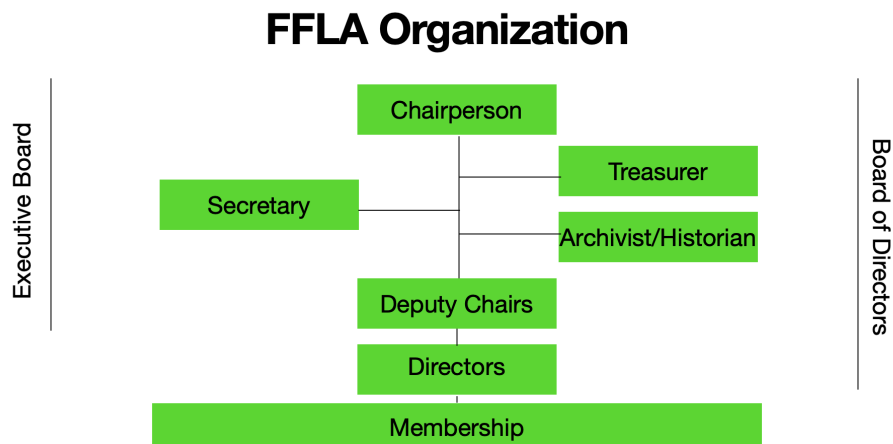 FFLA Organization
Executive Board
Board of Directors
Chairperson
Treasurer
Secretary
Archivist/Historian
Deputy Chairs
Directors
Membership